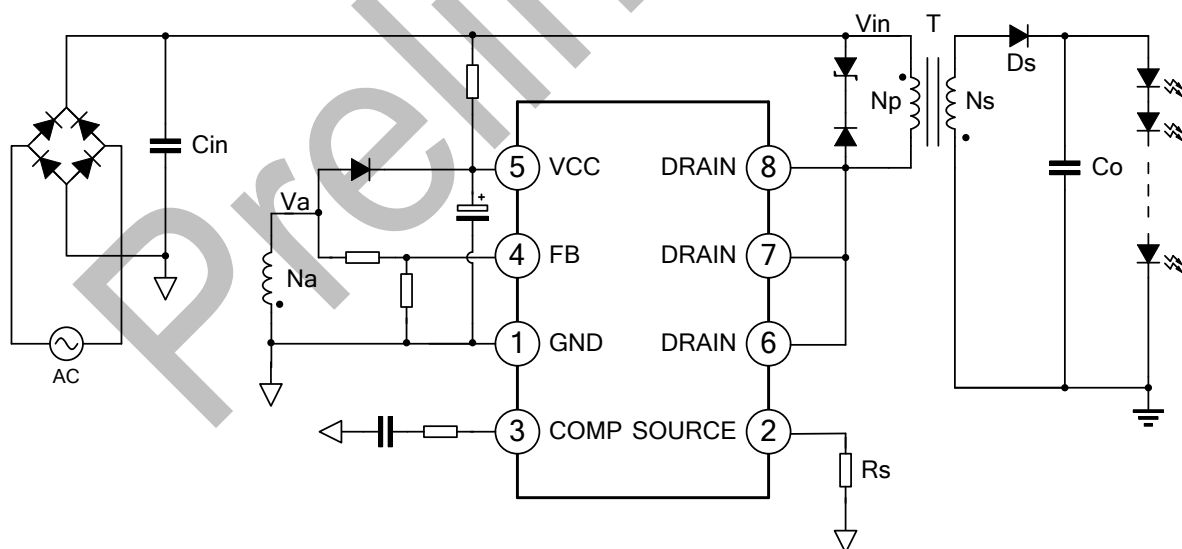 Vin T
Ds
Np Ns
Cin
5 VCC DRAIN 8
Co
Va
4 FB DRAIN 7
Na
1 GND DRAIN 6
AC
3 COMP SOURCE 2
Rs
+
Prelim